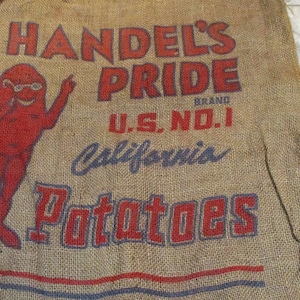 HANDEL'S
PRIDE
BRAND
U.S. NO. 1
California
Potatoes